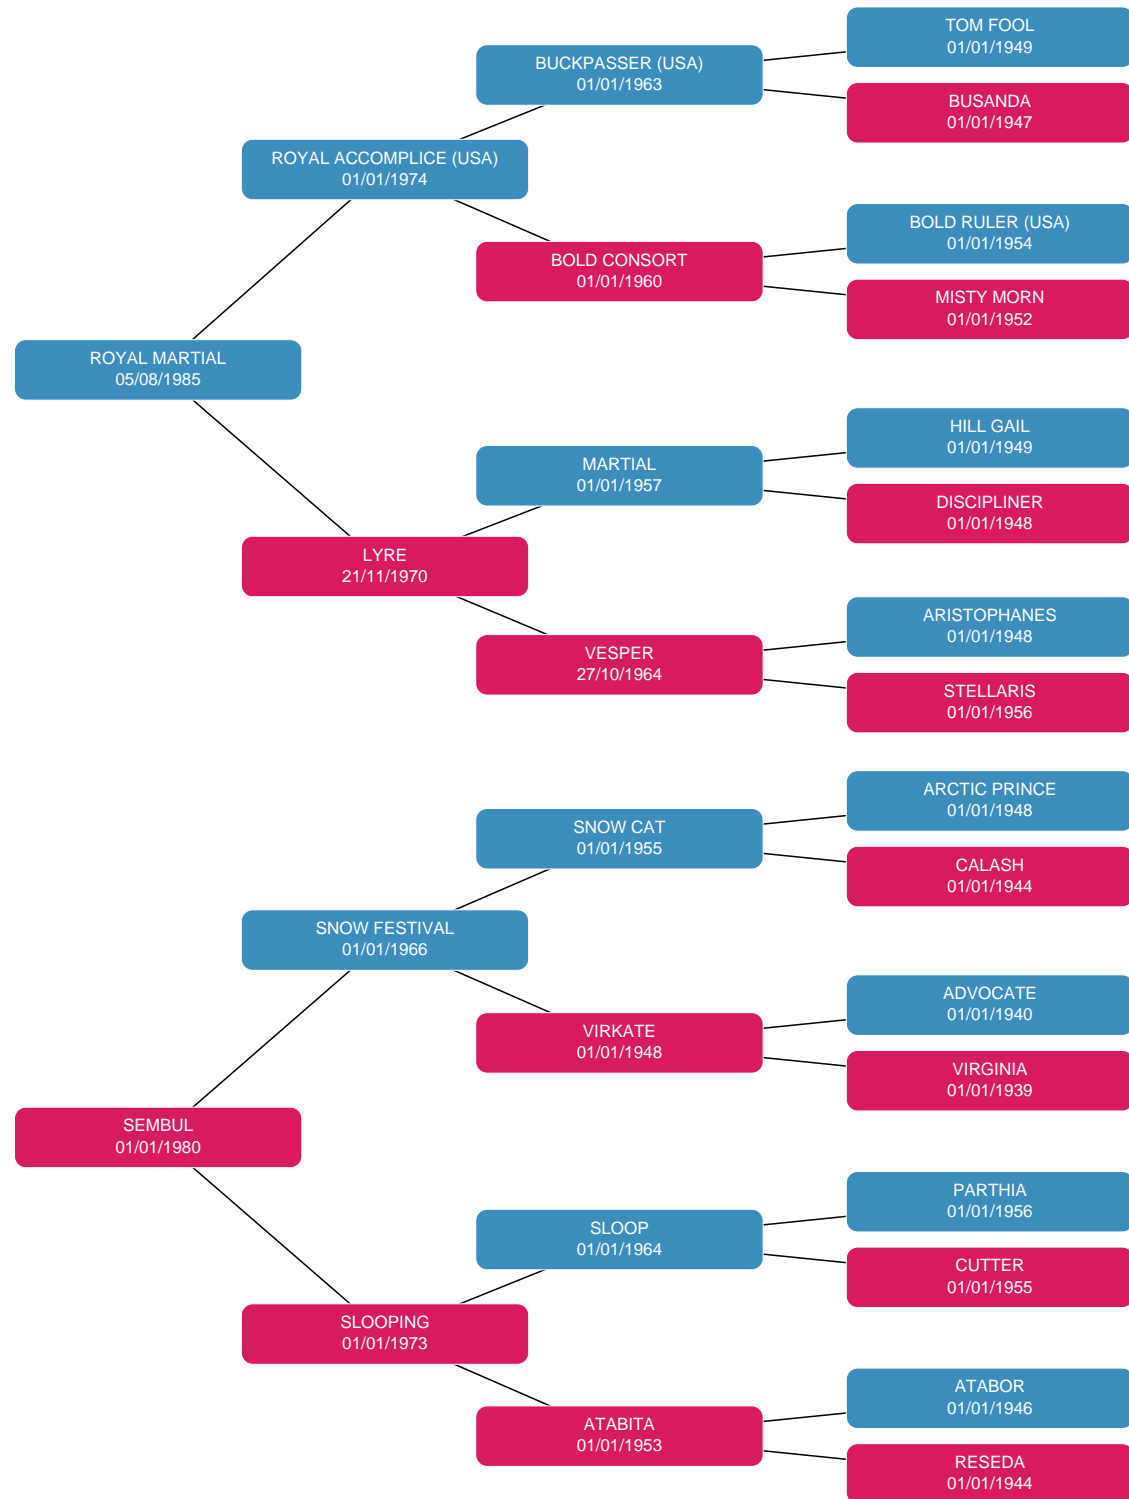 TOM FOOL
01/01/1949
BUCKPASSER (USA)
01/01/1963
BUSANDA
01/01/1947
ROYAL ACCOMPLICE (USA)
01/01/1974
BOLD RULER (USA)
01/01/1954
BOLD CONSORT
01/01/1960
MISTY MORN
01/01/1952
ROYAL MARTIAL
05/08/1985
HILL GAIL
01/01/1949
MARTIAL
01/01/1957
DISCIPLINER
01/01/1948
LYRE
21/11/1970
ARISTOPHANES
01/01/1948
VESPER
27/10/1964
STELLARIS
01/01/1956
ARCTIC PRINCE
01/01/1948
SNOW CAT
01/01/1955
CALASH
01/01/1944
SNOW FESTIVAL
01/01/1966
ADVOCATE
01/01/1940
VIRKATE
01/01/1948
VIRGINIA
01/01/1939
SEMBUL
01/01/1980
PARTHIA
01/01/1956
SLOOP
01/01/1964
CUTTER
01/01/1955
SLOOPING
01/01/1973
ATABOR
01/01/1946
ATABITA
01/01/1953
RESEDA
01/01/1944